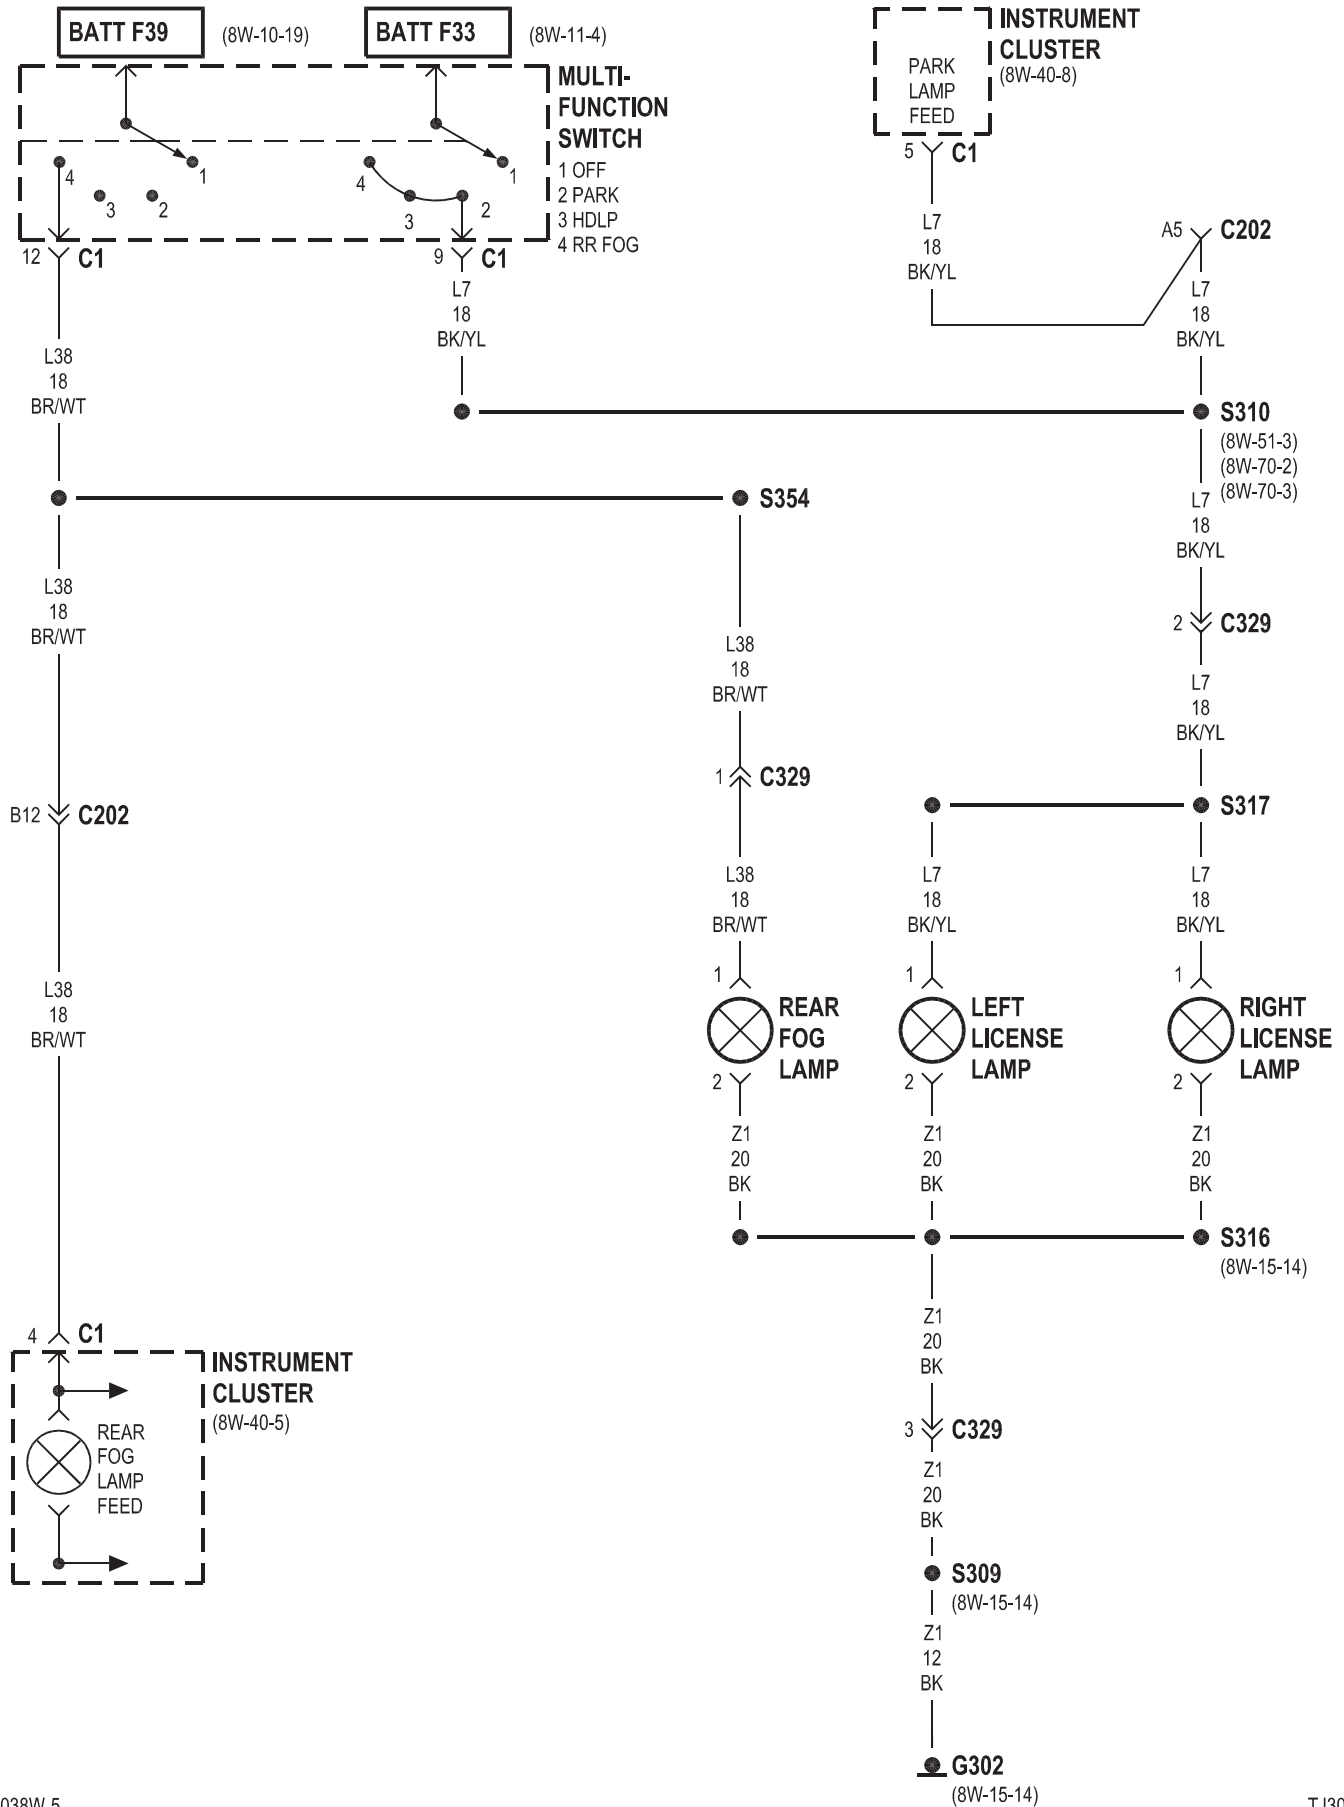 BATT F39
(8W-10-19)
BATT F33
(8W-11-4)
MULTI-
FUNCTION
SWITCH
1 OFF
2 PARK
3 HDLP
4 RR FOG
4
3
2
1
4
3
2
1
12
C1
9
C1
INSTRUMENT
CLUSTER
(8W-40-8)
PARK
LAMP
FEED
5
C1
L7
18
BK/YL
A5
C202
L7
18
BK/YL
L7
18
BK/YL
L38
18
BR/WT
S310
(8W-51-3)
(8W-70-2)
(8W-70-3)
S354
L7
18
BK/YL
L38
18
BR/WT
2
C329
L38
18
BR/WT
L7
18
BK/YL
1
C329
B12
C202
S317
L38
18
BR/WT
L7
18
BK/YL
L7
18
BK/YL
L38
18
BR/WT
1
REAR
FOG
LAMP
2
1
LEFT
LICENSE
LAMP
2
1
RIGHT
LICENSE
LAMP
2
Z1
20
BK
Z1
20
BK
Z1
20
BK
S316
(8W-15-14)
Z1
20
BK
4
C1
INSTRUMENT
CLUSTER
(8W-40-5)
REAR
FOG
LAMP
FEED
3
C329
Z1
20
BK
S309
(8W-15-14)
Z1
12
BK
G302
(8W-15-14)
038W-5
TJ30